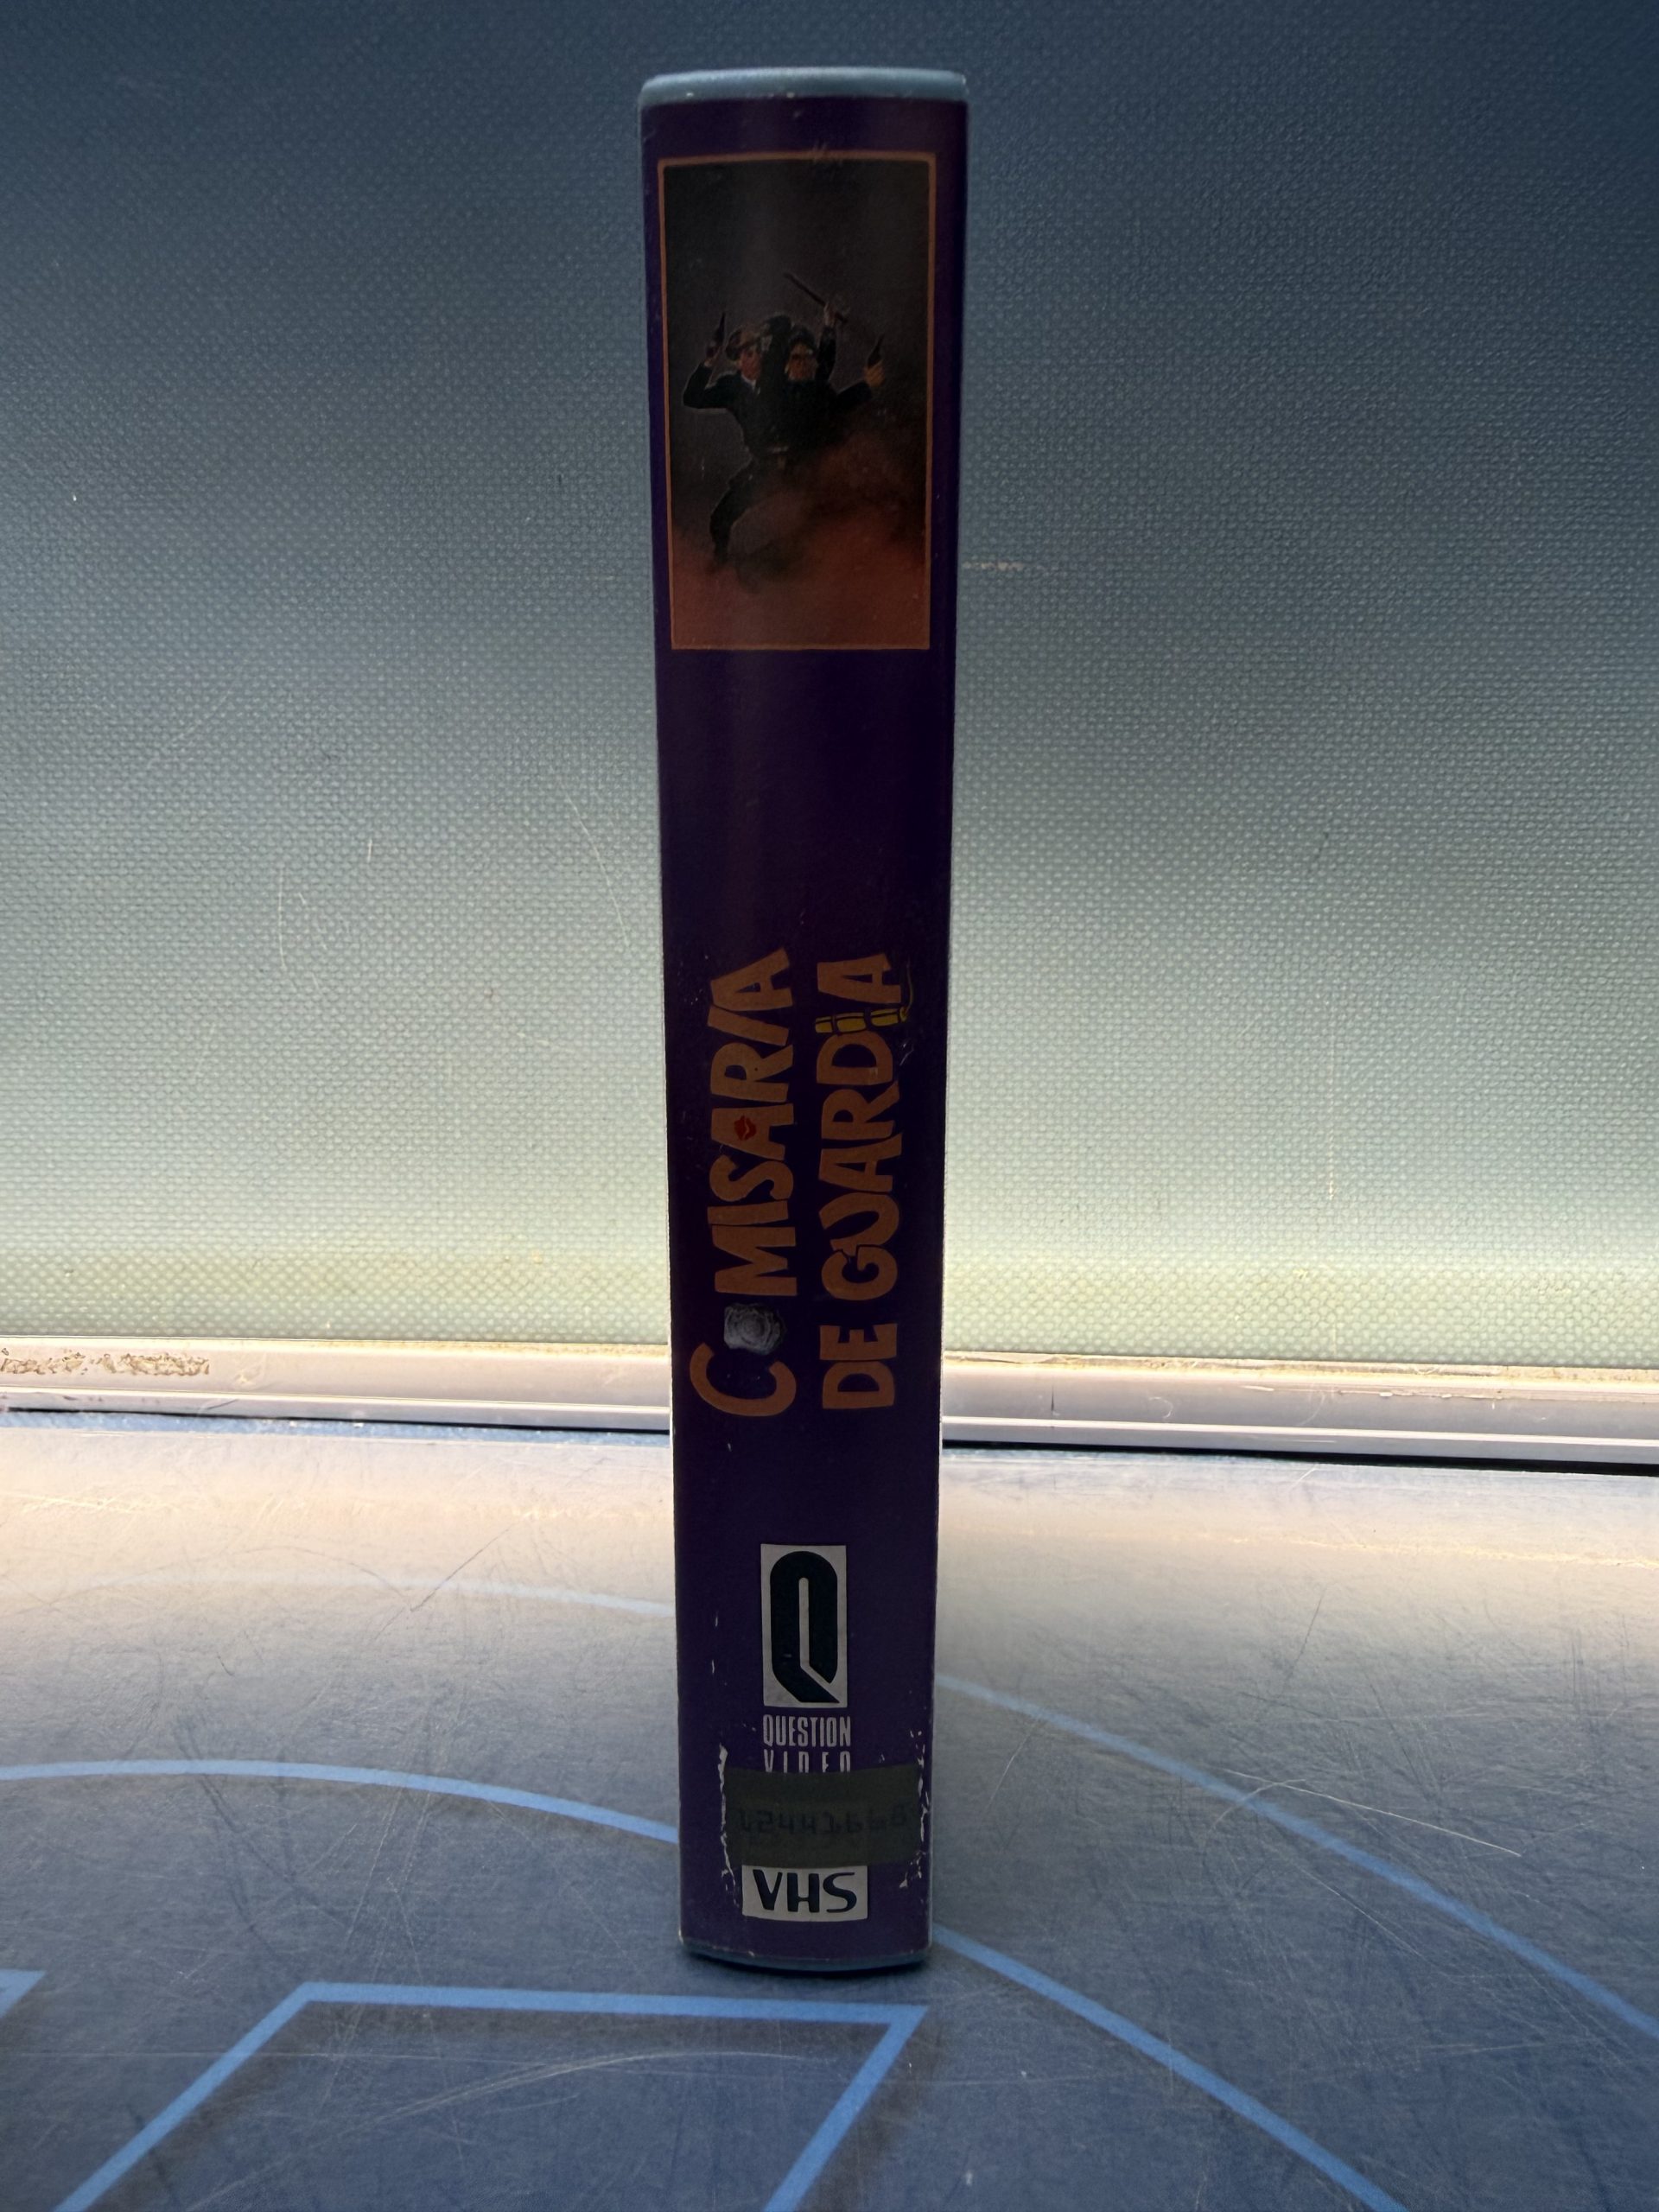 COMISARIA
DE GUARDIA
QUESTION
VIDEO
VHS